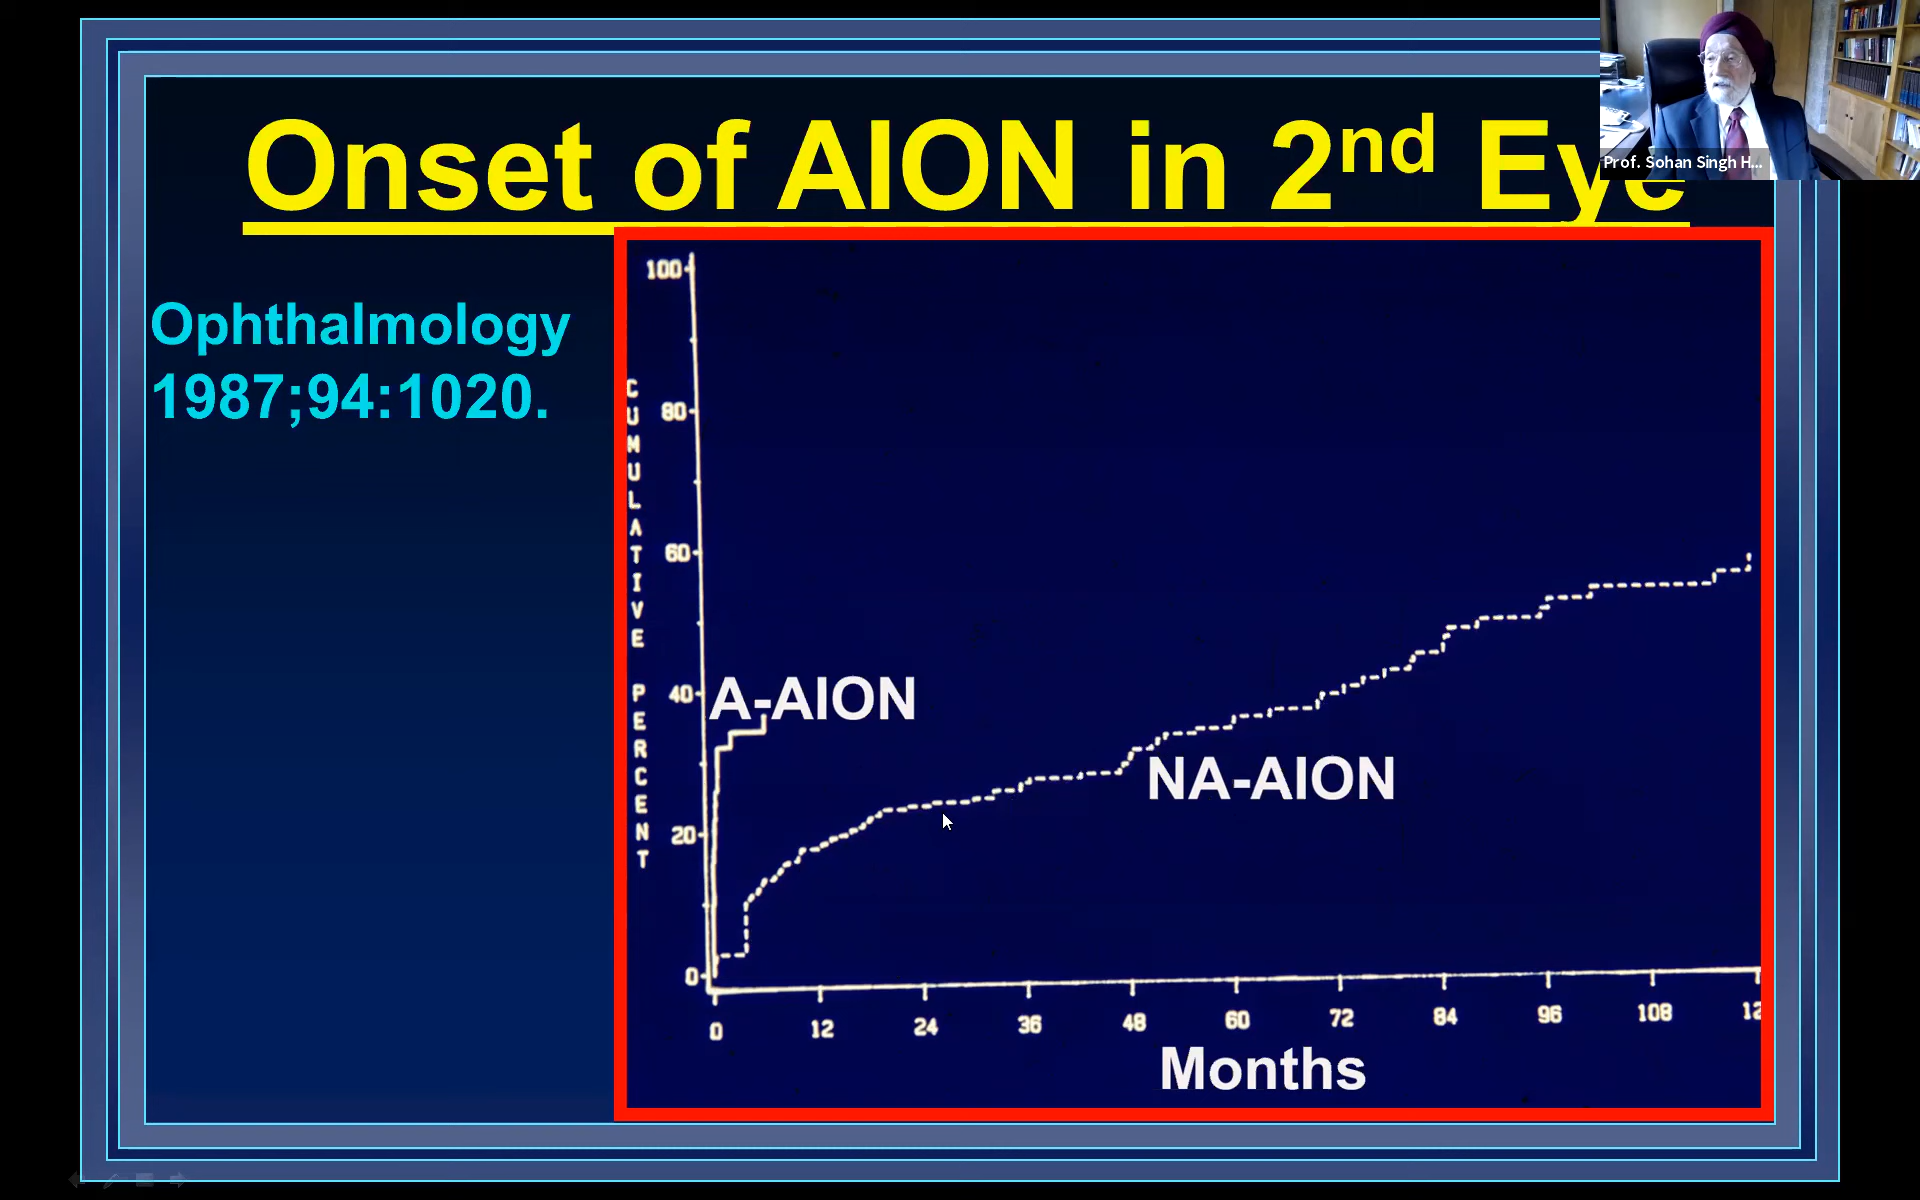 Onset of AION in 2nd Eye
Prof. Sohan Singh H...
Ophthalmology
1987;94:1020.
CUMULATIVE PERCENT
100
80
60
40
20
0
A-AION
NA-AION
0 12 24 36 48 60 72 84 96 108 12
Months